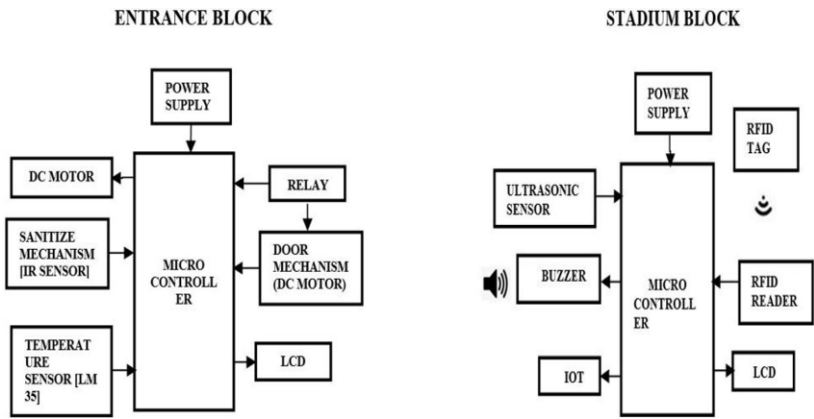 ENTRANCE BLOCK
POWER
SUPPLY
DC MOTOR
RELAY
SANITIZE
MECHANISM
[IR SENSOR]
MICRO
CONTROLL
ER
DOOR
MECHANISM
(DC MOTOR)
TEMPERAT
URE
SENSOR [LM
35]
LCD
STADIUM BLOCK
POWER
SUPPLY
RFID
TAG
ULTRASONIC
SENSOR
BUZZER
MICRO
CONTROLL
ER
RFID
READER
IOT
LCD